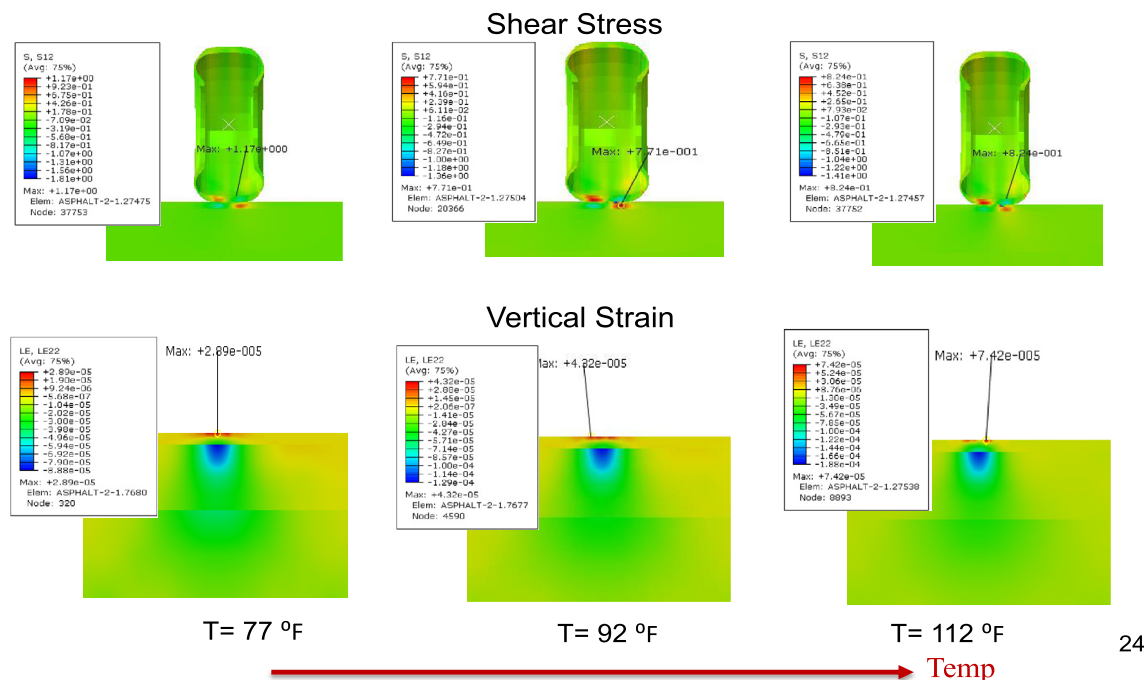 Shear Stress
S, S12
(Avg: 75%)
+1.17e+00
+9.23e-01
+6.75e-01
+4.26e-01
+1.78e-01
-7.09e-02
-3.19e-01
-5.68e-01
-8.17e-01
-1.07e+00
-1.31e+00
-1.56e+00
-1.81e+00
Max: +1.17e+00
Elem: ASPHALT-2-1.27475
Node: 37753
Max: +1.17e+000
S, S12
(Avg: 75%)
+7.71e-01
+5.94e-01
+4.16e-01
+2.39e-01
+6.11e-02
-1.16e-01
-2.94e-01
-4.72e-01
-6.49e-01
-8.27e-01
-1.00e+00
-1.18e+00
-1.36e+00
Max: +7.71e-01
Elem: ASPHALT-2-1.27504
Node: 20366
Max: +7.71e-001
S, S12
(Avg: 75%)
+8.24e-01
+6.38e-01
+4.52e-01
+2.65e-01
+7.93e-02
-1.07e-01
-2.93e-01
-4.79e-01
-6.65e-01
-8.51e-01
-1.04e+00
-1.22e+00
-1.41e+00
Max: +8.24e-01
Elem: ASPHALT-2-1.27457
Node: 37752
Max: +8.24e-001
Vertical Strain
LE, LE22
(Avg: 75%)
+2.89e-05
+1.90e-05
+9.24e-06
-5.68e-07
-1.04e-05
-2.02e-05
-3.00e-05
-3.98e-05
-4.96e-05
-5.94e-05
-6.92e-05
-7.90e-05
-8.88e-05
Max: +2.89e-05
Elem: ASPHALT-2-1.7680
Node: 320
Max: +2.89e-005
LE, LE22
(Avg: 75%)
+4.32e-05
+2.88e-05
+1.45e-05
+2.06e-07
-1.41e-05
-2.84e-05
-4.27e-05
-5.71e-05
-7.14e-05
-8.57e-05
-1.00e-04
-1.14e-04
-1.29e-04
Max: +4.32e-05
Elem: ASPHALT-2-1.7677
Node: 4590
Max: +4.32e-005
LE, LE22
(Avg: 75%)
+7.42e-05
+5.24e-05
+3.06e-05
+8.76e-06
-1.30e-05
-3.49e-05
-5.67e-05
-7.85e-05
-1.00e-04
-1.22e-04
-1.44e-04
-1.66e-04
-1.88e-04
Max: +7.42e-05
Elem: ASPHALT-2-1.27538
Node: 8893
Max: +7.42e-005
T= 77 ºF
T= 92 ºF
T= 112 ºF
24
Temp